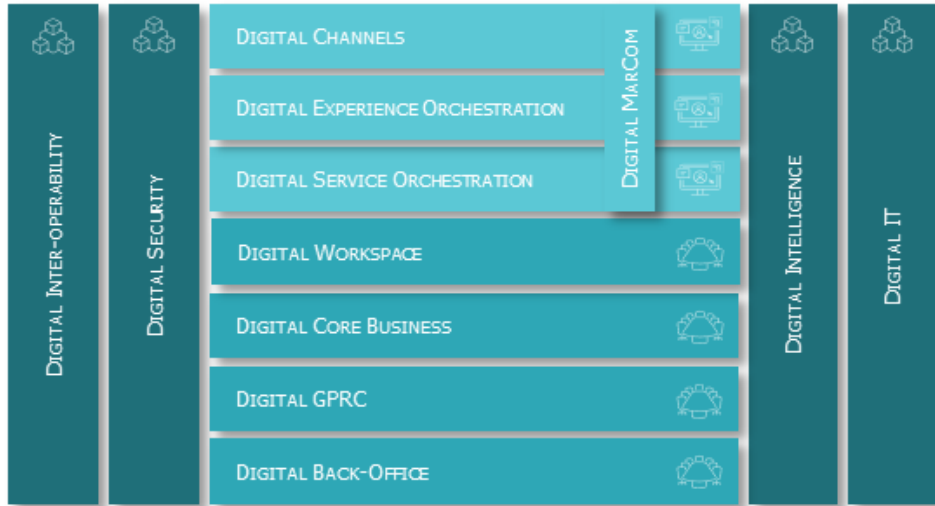 Digital Inter-operability
Digital Security
Digital Channels
Digital Experience Orchestration
Digital Service Orchestration
Digital MarCom
Digital Workspace
Digital Core Business
Digital GPRC
Digital Back-Office
Digital Intelligence
Digital IT